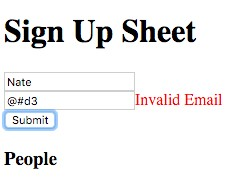 Sign Up Sheet
Nate
@#d3 Invalid Email
Submit
People